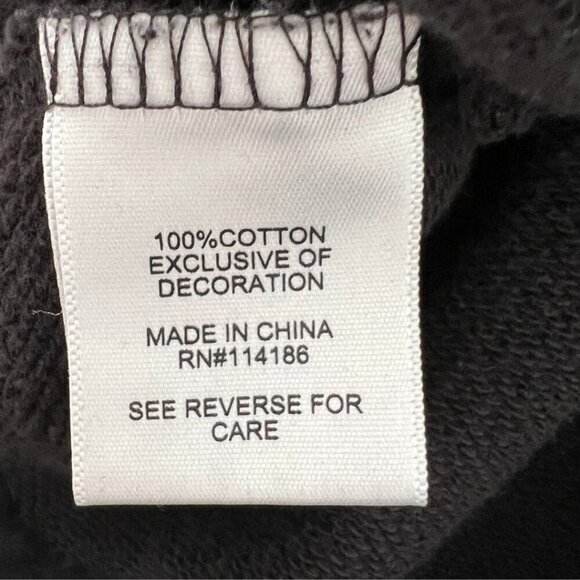 100%COTTON
EXCLUSIVE OF
DECORATION
MADE IN CHINA
RN#114186
SEE REVERSE FOR
CARE